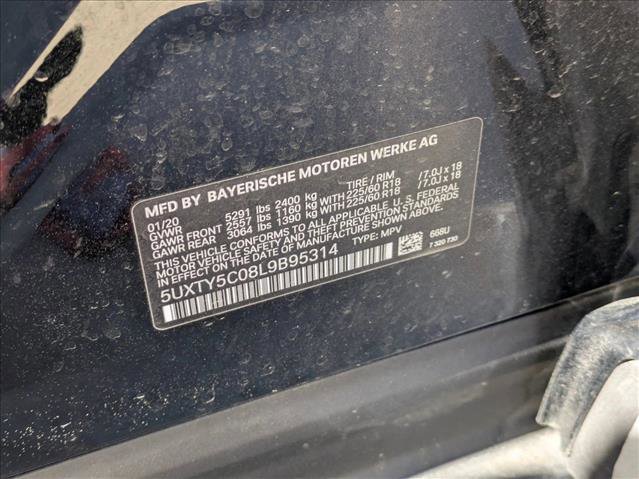 MFD BY BAYERISCHE MOTOREN WERKE AG
01/20 TIRE / RIM
GVWR 5291 lbs 2400 kg
GAWR FRONT 2557 lbs 1160 kg WITH 225/60 R18 / 7.0J x 18
GAWR REAR 3064 lbs 1390 kg WITH 225/60 R18 / 7.0J x 18
THIS VEHICLE CONFORMS TO ALL APPLICABLE U.S. FEDERAL
MOTOR VEHICLE SAFETY AND THEFT PREVENTION STANDARDS
IN EFFECT ON THE DATE OF MANUFACTURE SHOWN ABOVE.
5UXTY5C08L9B95314 TYPE: MPV 668U
7 320 730